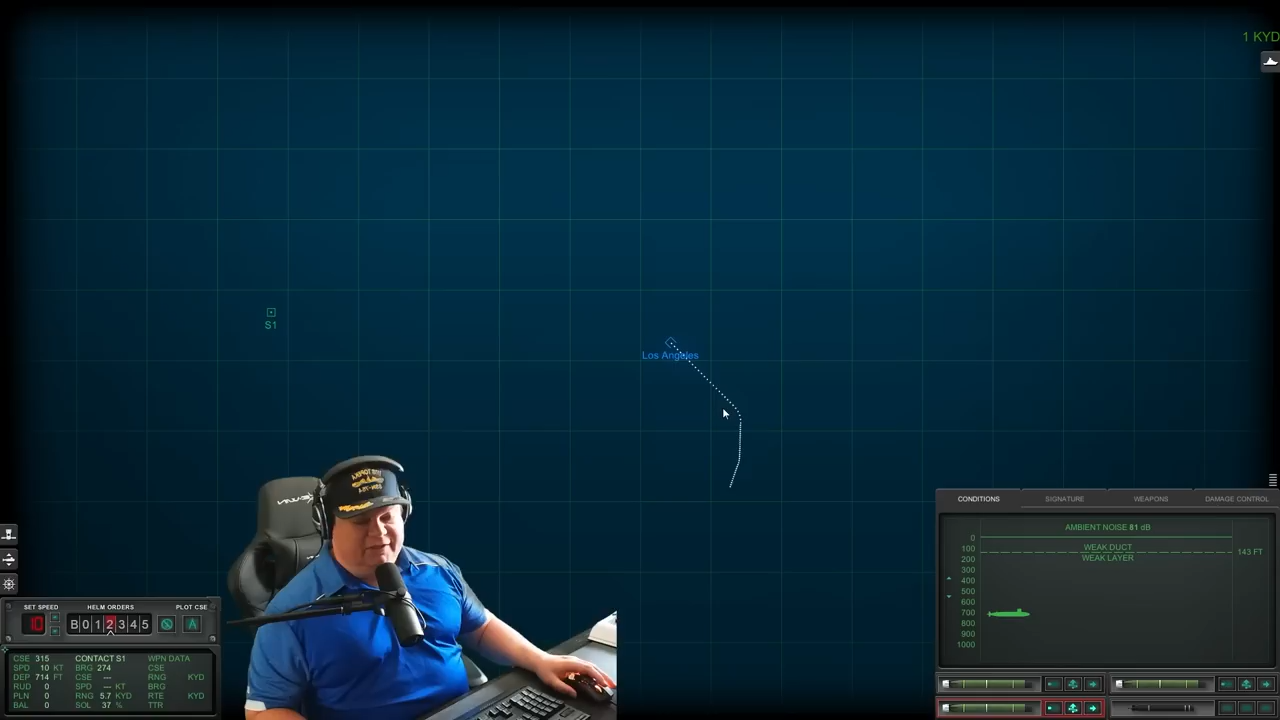 1 KYD
S1
Los Angeles
CONDITIONS SIGNATURE WEAPONS DAMAGE CONTROL
AMBIENT NOISE 81 dB
0
100
200
300
400
500
600
700
800
900
1000
WEAK DUCT
WEAK LAYER
143 FT
SET SPEED HELM ORDERS PLOT CSE
10 B 0 1 2 3 4 5 A
CSE 315 CONTACT S1 WPN DATA
SPD 10 KT BRG 274 CSE
DEP 714 FT CSE --- RNG KYD
RUD 0 SPD --- KT BRG
PLN 0 RNG 5.7 KYD RTE KYD
BAL 0 SOL 37 % TTR